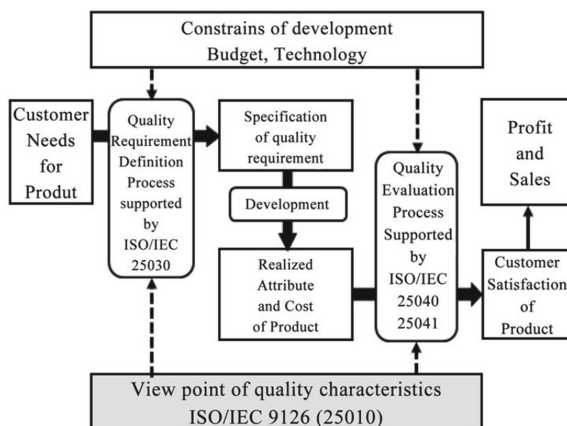 Constrains of development
Budget, Technology
Customer
Needs
for
Produt
Quality
Requirement
Definition
Process
supported
by
ISO/IEC
25030
Specification
of quality
requirement
Development
Realized
Attribute
and Cost
of Product
Quality
Evaluation
Process
Supported
by
ISO/IEC
25040
25041
Profit
and
Sales
Customer
Satisfaction
of
Product
View point of quality characteristics
ISO/IEC 9126 (25010)